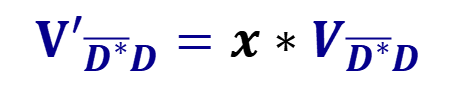 V′_{\overline{D^*}D} = x * V_{\overline{D^*}D}